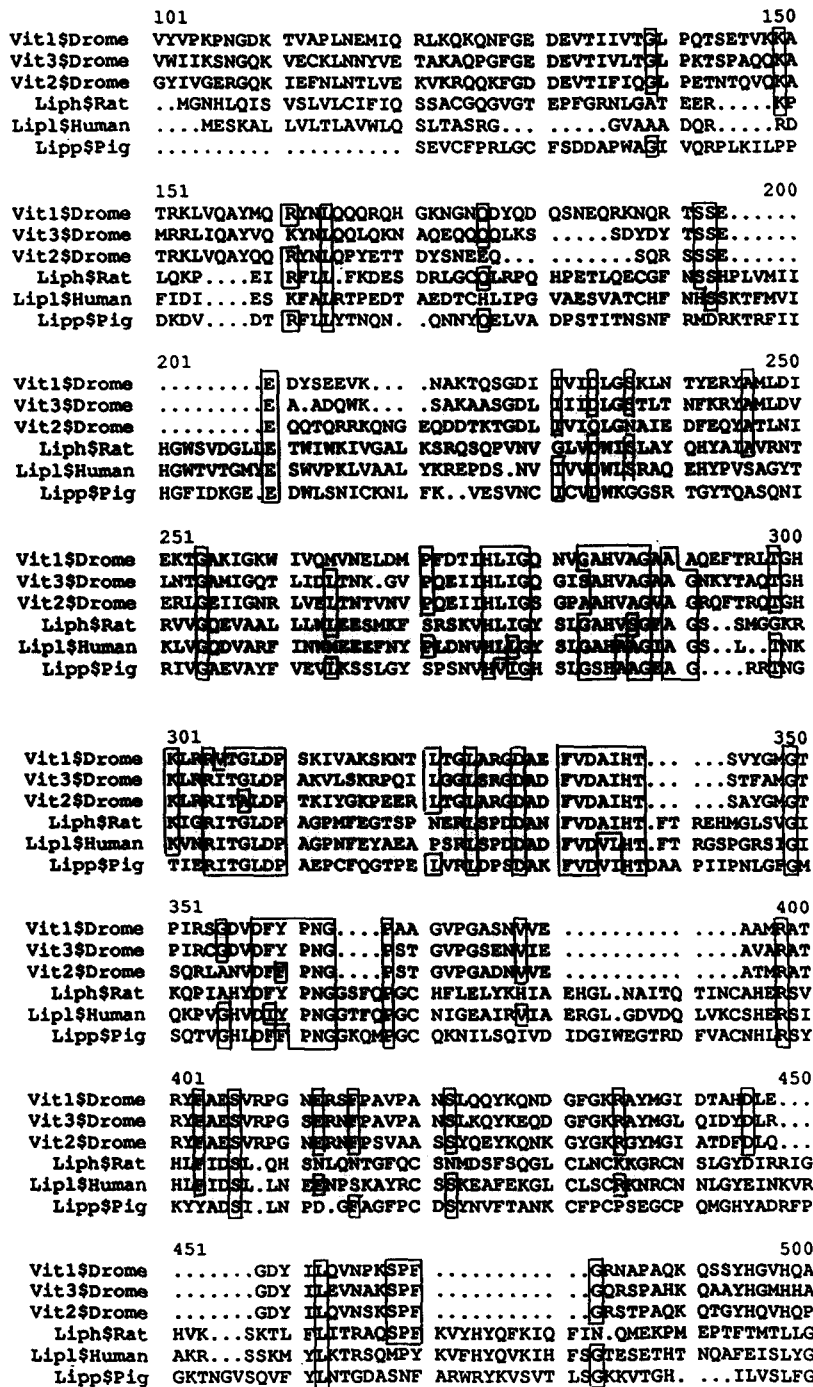 101 150
Vit1$Drome VYVPKPNGDK TVAPLNEMIQ RLKQKQNFGE DEVTIIVTGL PQTSETVKKA
Vit3$Drome VWIIKSNGQK VECKLNNYVE TAKAQPGFGE DEVTIVLTGL PKTSPAQQKA
Vit2$Drome GYIVGERGQK IEFNLNTLVE KVKRQQKFGD DEVTIFIQGL PETNTQVQKA
Liph$Rat ..MGNHLQIS VSLVLCIFIQ SSACGQGVGT EPFGRNLGAT EER.....KP
Lipl$Human ....MESKAL LVLTLAVWLQ SLTASRG... ......GVAAA DQR.....RD
Lipp$Pig .......... .......... SEVCFPRLGC FSDDAPWAGI VQRPLKILPP
151 200
Vit1$Drome TRKLVQAYMQ RYNLQQQRQH GKNGNQDYQD QSNEQRKNQR TSSE......
Vit3$Drome MRRLIQAYVQ KYNLQQLQKN AQEQQQQLKS .....SDYDY TSSE......
Vit2$Drome TRKLVQAYQQ RYNLQPYETT DYSNEEQ... .......SQR SSSE......
Liph$Rat LQKP....EI RFLLFKDES DRLGCQLRPQ HPETLQECGF NSSHPLVMII
Lipl$Human FIDI....ES KFALRTPEDT AEDTCHLIPG VAESVATCHF NHSSKTFMVI
Lipp$Pig DKDV....DT RFLLYTNQN. .QNNYQELVA DPSTITNSNF RMDRKTRFII
201 250
Vit1$Drome .........E DYSEEVK... ..NAKTQSGDI IVIDLGSKLN TYERYAMLDI
Vit3$Drome .........E A.ADQWK... ..SAKAASGDL IIIDLGSTLT NFKRYAMLDV
Vit2$Drome .........E QQTQRRKQNG EQDDTKTGDL IVIQLGNAIE DFEQYATLNI
Liph$Rat HGWSVDGLLE TWIWKIVGAL KSRQSQPVNV GLVDWISLAY QHYAIAVRNT
Lipl$Human HGWTVTGMYE SWVPKLVAAL YKREPDS.NV IVVDWLSRAQ EHYPVSAGYT
Lipp$Pig HGFIDKGE.E DWLSNICKNL FK..VESVNC ICVDWKGGSR TGYTQASQNI
251 300
Vit1$Drome EKTGAKIGKW IVQMVNELDM PFDTIHLIGQ NVGAHVAGAA AQEFTRLTGH
Vit3$Drome LNTGAMIGQT LIDLTNK.GV PQEIIHLIGQ GISAHVAGAA GNKYTAQTGH
Vit2$Drome ERLGEIIGNR LVELTNTVNV PQEIIHLIGS GPAAHVAGVA GRQFTRQTGH
Liph$Rat RVVGQEVAAL LLWLEESMKF SRSKVHLIGY SLGAHVSGFA GS..SMGGKR
Lipl$Human KLVGQDVARF INWMEEEFNY PLDNVHLLGY SLGAHAAGIA GS..L..TNK
Lipp$Pig RIVGAEVAYF VEVLKSSLGY SPSNVHVIGH SLGSHAAGEA G....RRTNG
301 350
Vit1$Drome KLRRVTGLDP SKIVAKSKNT LTGLARGDAE FVDAIHT... ...SVYGMGT
Vit3$Drome KLRRITGLDP AKVLSKRPQI LGGLSRGDAD FVDAIHT... ...STFAMGT
Vit2$Drome KLRRITALDP TKIYGKPEER LTGLARGDAD FVDAIHT... ...SAYGMGT
Liph$Rat KIGRITGLDP AGPMFEGTSP NERLSPDDAN FVDAIHT.FT REHMGLSVGI
Lipl$Human KVNRITGLDP AGPNFEYAEA PSRLSPDDAD FVDVLHT.FT RGSPGRSIGI
Lipp$Pig TIERITGLDP AEPCFQGTPE LVRLDPSDAK FVDVIHTDAA PIIPNLGFGM
351 400
Vit1$Drome PIRSGDVDFY PNG....PAA GVPGASNVVE .......... ....AAMRAT
Vit3$Drome PIRCGDVDFY PNG....PST GVPGSENVIE .......... ....AVARAT
Vit2$Drome SQRLANVDFF PNG....PST GVPGADNVVE .......... ....ATMRAT
Liph$Rat KQPIAHYDFY PNGGSFQPGC HFLELYKHIA EHGL.NAITQ TINCAHERSV
Lipl$Human QKPVGHVDIY PNGGTFQPGC NIGEAIRVIA ERGL.GDVDQ LVKCSHERSI
Lipp$Pig SQTVGHLDFF PNGGKQMPGC QKNILSQIVD IDGIWEGTRD FVACNHLRSY
401 450
Vit1$Drome RYFAESVRPG NERSFPAVPA NSLQQYKQND GFGKRAYMGI DTAHDLE...
Vit3$Drome RYFAESVRPG SERNFPAVPA NSLKQYKEQD GFGKRAYMGL QIDYDLR...
Vit2$Drome RYFAESVRPG NERNFPSVAA SSYQEYKQNK GYGKRGYMGI ATDFDLQ...
Liph$Rat HLFIDSL.QH SNLQNTGFQC SNMDSFSQGL CLNCKKGRCN SLGYDIRRIG
Lipl$Human HLFIDSL.LN EENPSKAYRC SSKEAFEKGL CLSCRKNRCN NLGYEINKVR
Lipp$Pig KYYADSI.LN PD.GFAGFPC DSYNVFTANK CFPCPSEGCP QMGHYADRFP
451 500
Vit1$Drome .......GDY ILQVNPKSPF .......... ...GRNAPAQK QSSYHGVHQA
Vit3$Drome .......GDY ILEVNAKSPF .......... ...GQRSPAHK QAAYHGMHHA
Vit2$Drome .......GDY ILQVNSKSPF .......... ...GRSTPAQK QTGYHQVHQP
Liph$Rat HVK...SKTL FLITRAQSPF KVYHYQFKIQ FIN.QMEKPM EPTFTMTLLG
Lipl$Human AKR...SSKM YLKTRSQMPY KVFHYQVKIH FSGTESETHT NQAFEISLYG
Lipp$Pig GKTNGVSQVF YLNTGDASNF ARWRYKVSVT LSGKKVTGH. ..ILVSLFG